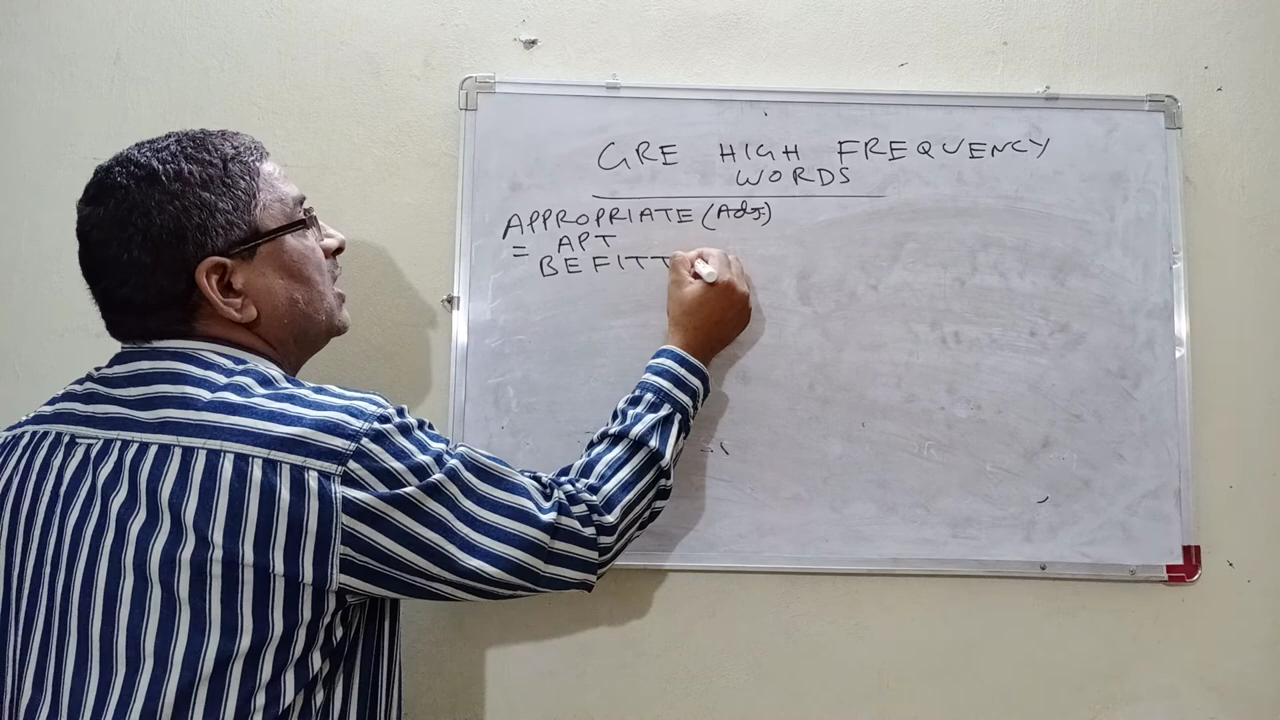 GRE HIGH FREQUENCY
WORDS
APPROPRIATE (Adj.)
= APT
BEFITT